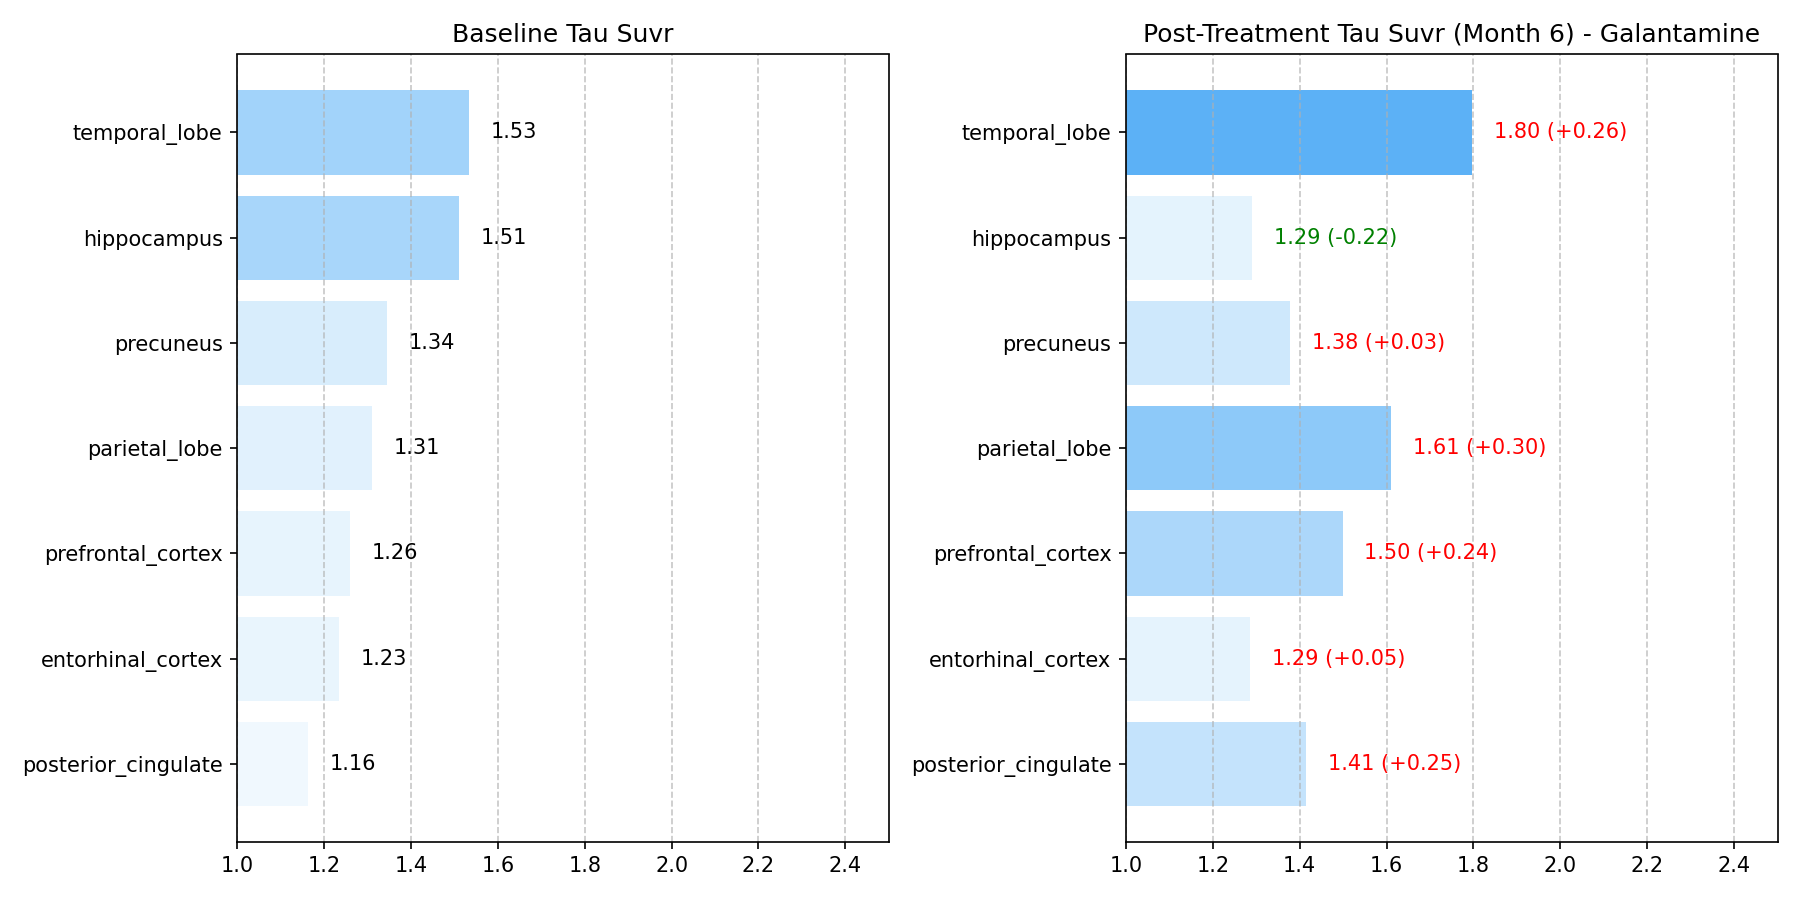 Baseline Tau Suvr
temporal_lobe
1.53
hippocampus
1.51
precuneus
1.34
parietal_lobe
1.31
prefrontal_cortex
1.26
entorhinal_cortex
1.23
posterior_cingulate
1.16
1.0 1.2 1.4 1.6 1.8 2.0 2.2 2.4
Post-Treatment Tau Suvr (Month 6) - Galantamine
temporal_lobe
1.80 (+0.26)
hippocampus
1.29 (-0.22)
precuneus
1.38 (+0.03)
parietal_lobe
1.61 (+0.30)
prefrontal_cortex
1.50 (+0.24)
entorhinal_cortex
1.29 (+0.05)
posterior_cingulate
1.41 (+0.25)
1.0 1.2 1.4 1.6 1.8 2.0 2.2 2.4